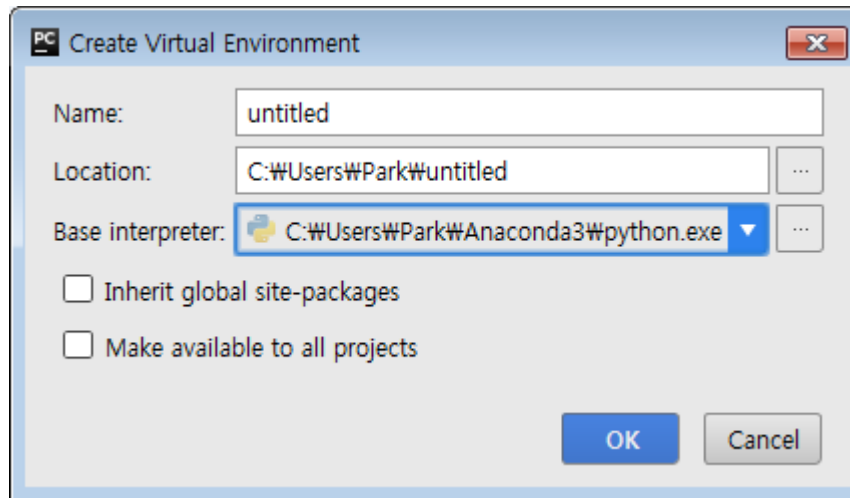 PC Create Virtual Environment
Name: untitled
Location: C:₩Users₩Park₩untitled ...
Base interpreter: C:₩Users₩Park₩Anaconda3₩python.exe ...
Inherit global site-packages
Make available to all projects
OK Cancel